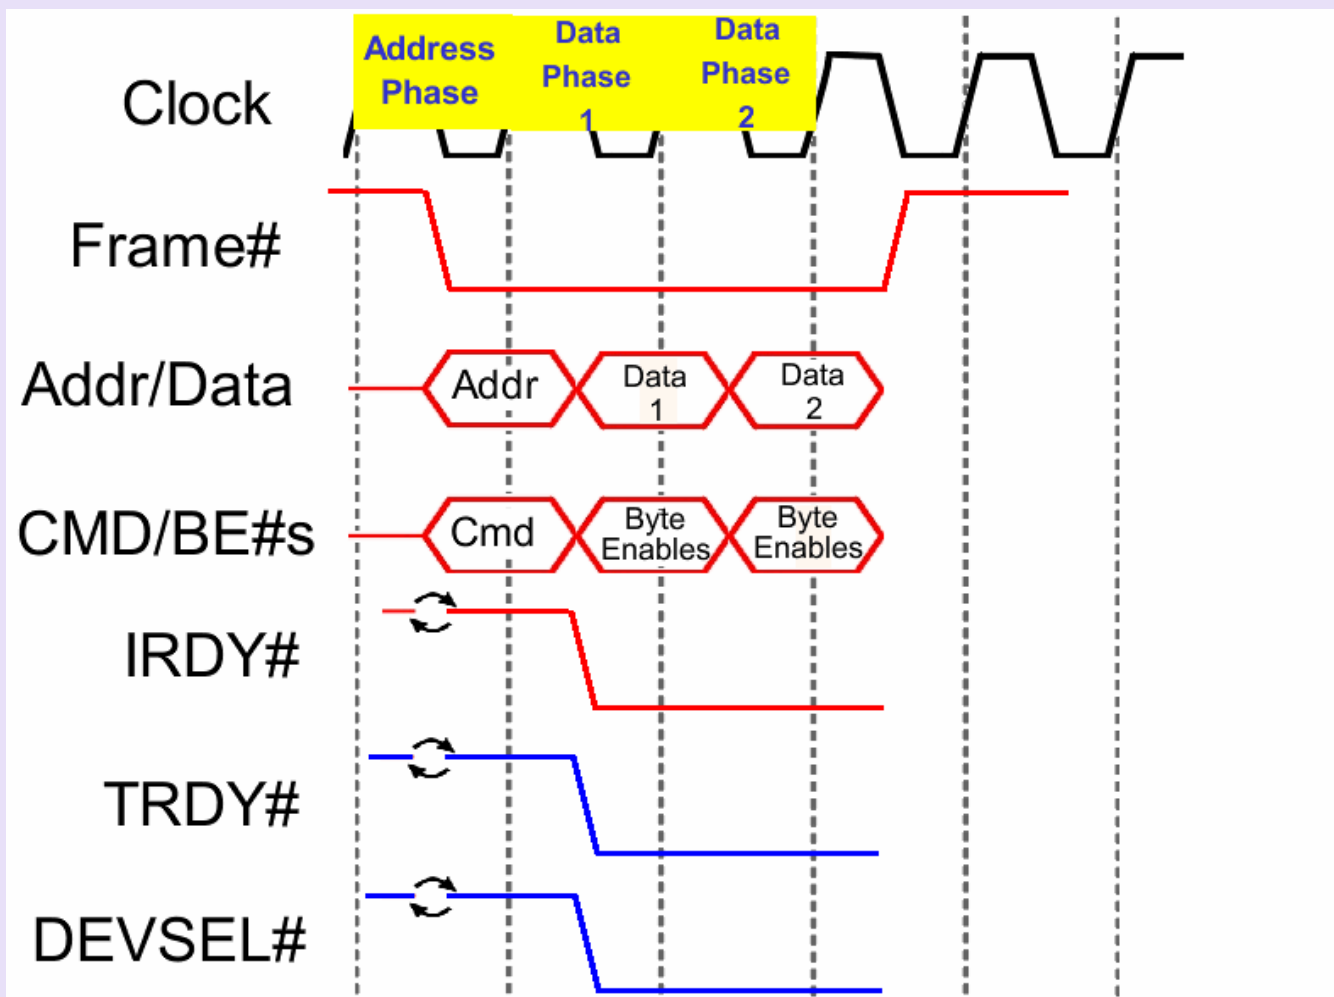 Address
Phase
Data
Phase
1
Data
Phase
2
Clock
Frame#
Addr/Data
Addr
Data
1
Data
2
CMD/BE#s
Cmd
Byte
Enables
Byte
Enables
IRDY#
TRDY#
DEVSEL#